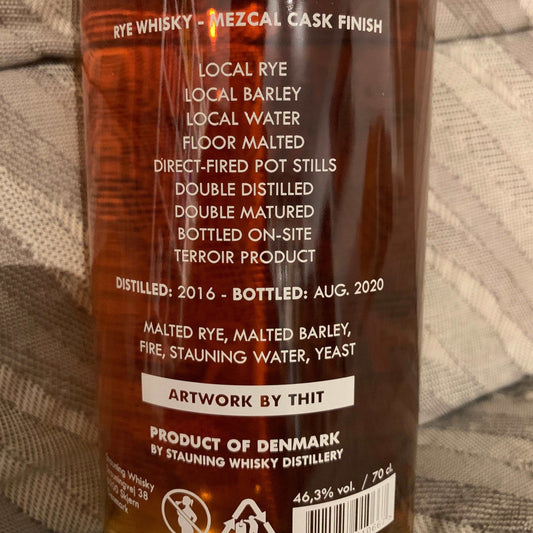 RYE WHISKY - MEZCAL CASK FINISH
LOCAL RYE
LOCAL BARLEY
LOCAL WATER
FLOOR MALTED
DIRECT-FIRED POT STILLS
DOUBLE DISTILLED
DOUBLE MATURED
BOTTLED ON-SITE
TERROIR PRODUCT
DISTILLED: 2016 - BOTTLED: AUG. 2020
MALTED RYE, MALTED BARLEY,
FIRE, STAUNING WATER, YEAST
ARTWORK BY THIT
PRODUCT OF DENMARK
BY STAUNING WHISKY DISTILLERY
Stauning Whisky
38
Skjern
46,3% vol. / 70 cl.